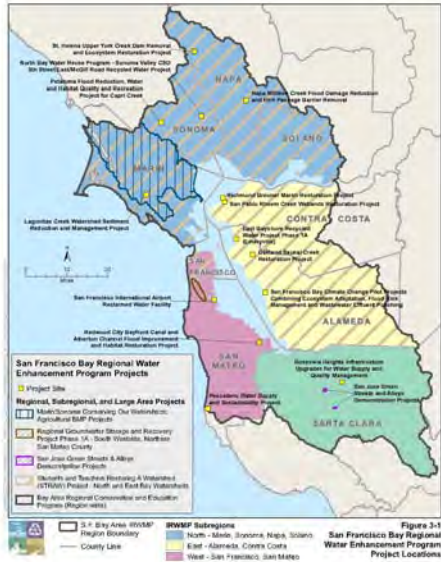 St. Helena Upper York Creek Dam Removal
and Ecosystem Restoration Project
North Bay Water Reuse Program - Sonoma Valley CSD
5th Street East/McGill Road Recycled Water Project
Petaluma Flood Reduction, Water
and Habitat Quality and Recreation
Project for Capri Creek
NAPA
Napa Milliken Creek Flood Damage Reduction
and Fish Passage Barrier Removal
SONOMA
SOLANO
MARIN
Richmond Breuner Marsh Restoration Project
San Pablo Rheem Creek Wetlands Restoration Project
CONTRA COSTA
Lagunitas Creek Watershed Sediment
Reduction and Management Project
East Bayshore Recycled
Water Project Phase 1A
(Emeryville)
Oakland Sausal Creek
Restoration Project
N
Miles
SAN
FRANCISCO
San Francisco International Airport
Reclaimed Water Facility
San Francisco Bay Climate Change Pilot Projects
Combining Ecosystem Adaptation, Flood Risk
Management and Wastewater Effluent Polishing
ALAMEDA
Redwood City Bayfront Canal and
Atherton Channel Flood Improvement
and Habitat Restoration Project
SAN
MATEO
San Francisco Bay Regional Water
Enhancement Program Projects
Project Site
Regional, Subregional, and Large Area Projects
Marin/Sonoma Conserving Our Watersheds:
Agricultural BMP Projects
Regional Groundwater Storage and Recovery
Project Phase 1A - South Westside, Northern
San Mateo County
San Jose Green Streets & Alleys
Demonstration Projects
Students and Teachers Restoring A Watershed
(STRAW) Project - North and East Bay Watersheds
Bay Area Regional Conservation and Education
Program (Region wide)
Pescadero Water Supply
and Sustainability Project
Infrastructure
Upgrades for Water Supply and
Quality Management
San Jose Green
Streets and Alleys
Demonstration Projects
SANTA CLARA
S.F. Bay Area IRWMP
Region Boundary
County Line
IRWMP Subregions
North - Marin, Sonoma, Napa, Solano
East - Alameda, Contra Costa
West - San Francisco, San Mateo
Figure 3-1
San Francisco Bay Regional
Water Enhancement Program
Project Locations